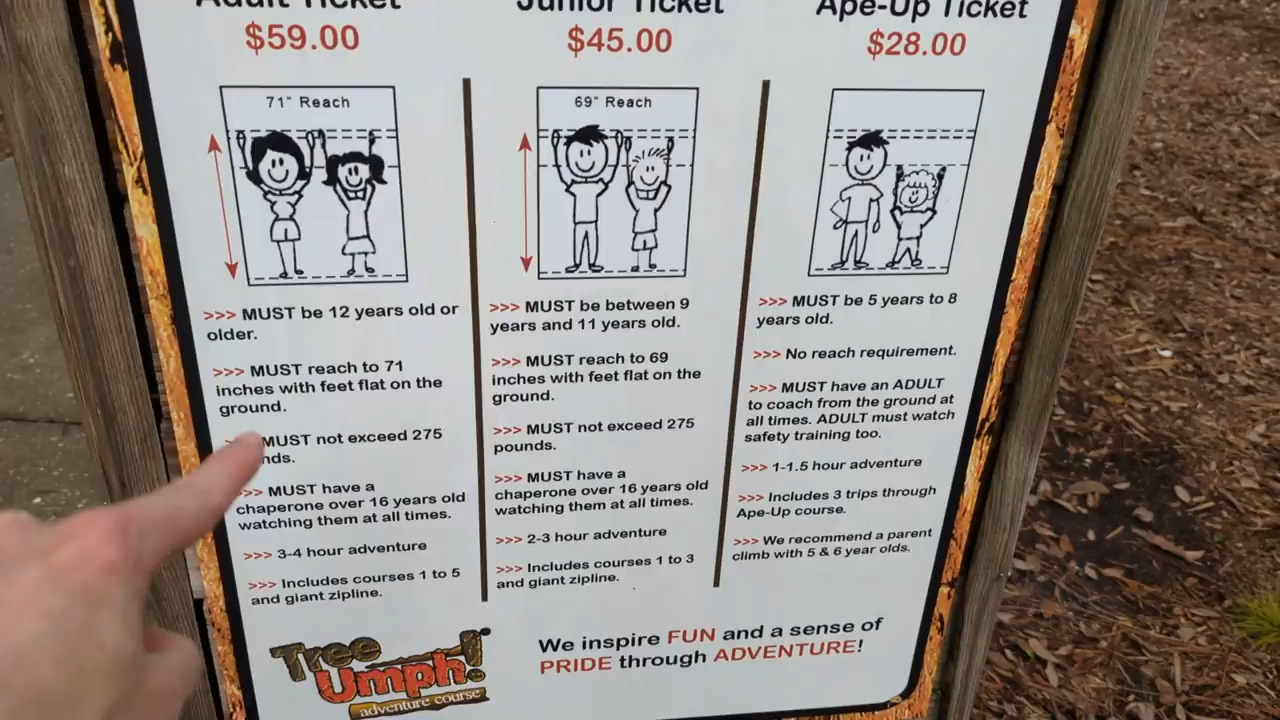 Adult Ticket
$59.00
71" Reach
>>> MUST be 12 years old or
older.
>>> MUST reach to 71
inches with feet flat on the
ground.
MUST not exceed 275
nds.
>>> MUST have a
chaperone over 16 years old
watching them at all times.
>>> 3-4 hour adventure
>>> Includes courses 1 to 5
and giant zipline.
Junior Ticket
$45.00
69" Reach
>>> MUST be between 9
years and 11 years old.
>>> MUST reach to 69
inches with feet flat on the
ground.
>>> MUST not exceed 275
pounds.
>>> MUST have a
chaperone over 16 years old
watching them at all times.
>>> 2-3 hour adventure
>>> Includes courses 1 to 3
and giant zipline.
Ape-Up Ticket
$28.00
>>> MUST be 5 years to 8
years old.
>>> No reach requirement.
>>> MUST have an ADULT
to coach from the ground at
all times. ADULT must watch
safety training too.
>>> 1-1.5 hour adventure
>>> Includes 3 trips through
Ape-Up course.
>>> We recommend a parent
climb with 5 & 6 year olds.
Tree
Umph!
adventure course
We inspire FUN and a sense of
PRIDE through ADVENTURE!